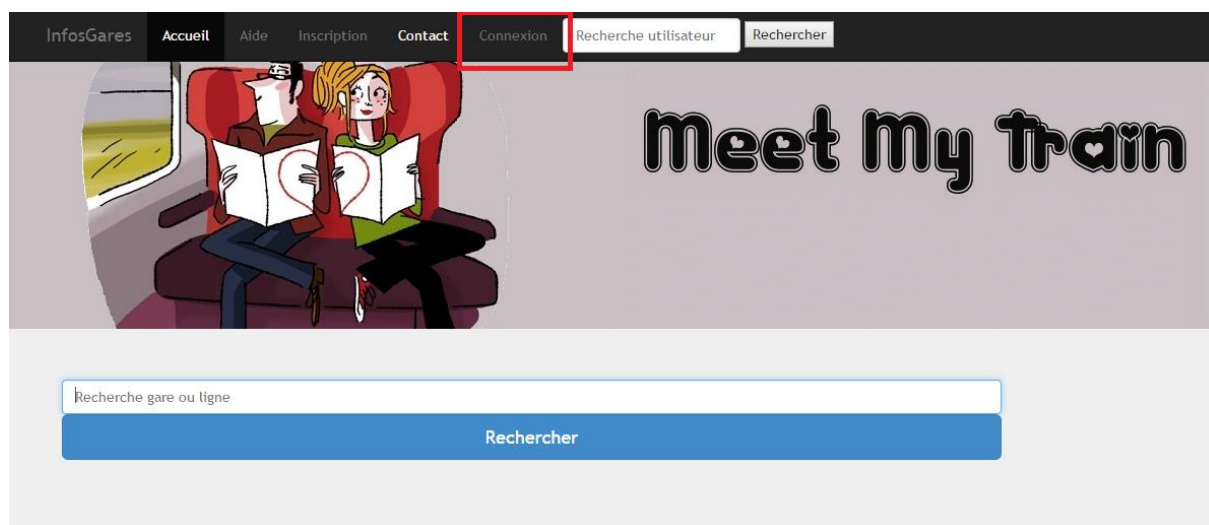 InfosGares Accueil Aide Inscription Contact Connexion Recherche utilisateur Rechercher
Meet My Train
Recherche gare ou ligne
Rechercher